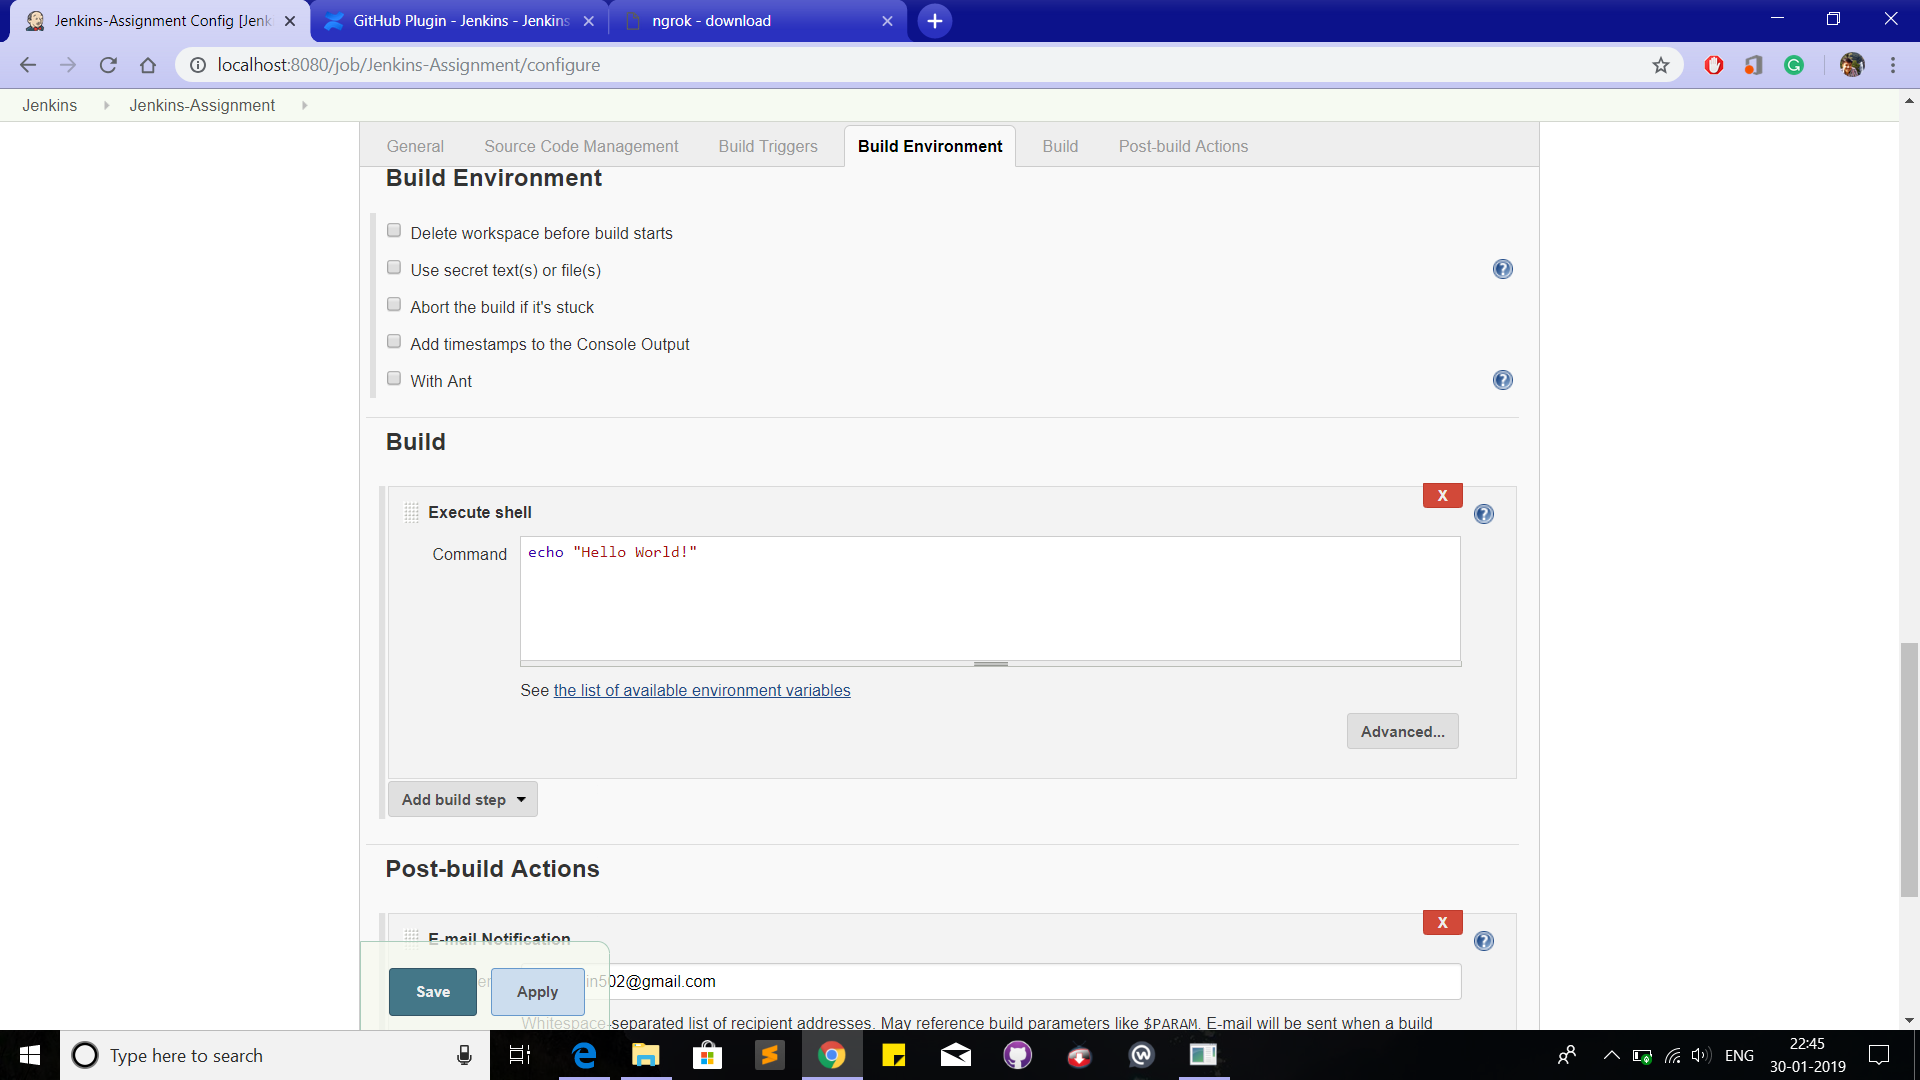 Jenkins-Assignment Config [Jenk
GitHub Plugin - Jenkins - Jenkins
ngrok - download
localhost:8080/job/Jenkins-Assignment/configure
Jenkins
Jenkins-Assignment
General
Source Code Management
Build Triggers
Build Environment
Build
Post-build Actions
Build Environment
Delete workspace before build starts
Use secret text(s) or file(s)
Abort the build if it's stuck
Add timestamps to the Console Output
With Ant
Build
X
Execute shell
Command
echo "Hello World!"
See the list of available environment variables
Advanced...
Add build step
Post-build Actions
X
E-mail Notification
in502@gmail.com
Save
Apply
Whitespace-separated list of recipient addresses. May reference build parameters like $PARAM. E-mail will be sent when a build
Type here to search
ENG
22:45
30-01-2019